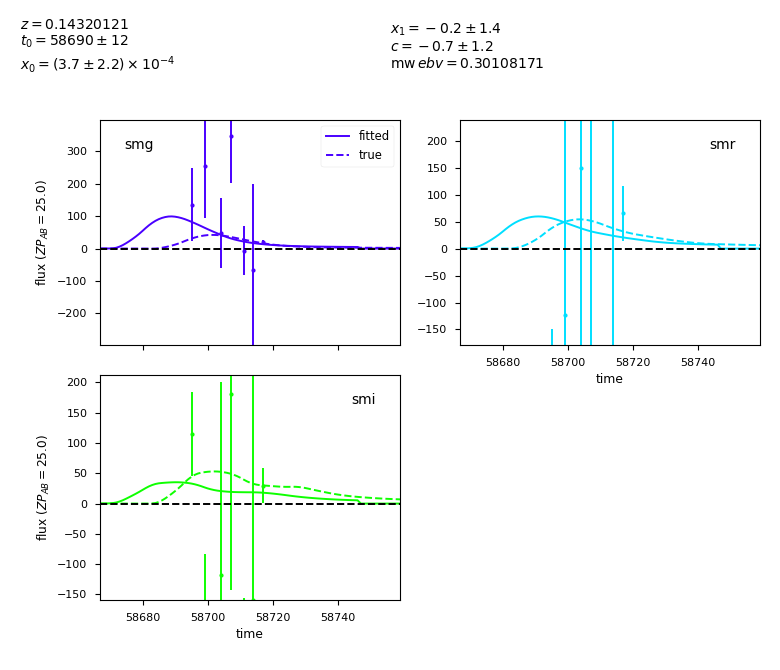 z = 0.14320121
t₀ = 58690 ± 12
x₀ = (3.7 ± 2.2) × 10⁻⁴
x₁ = − 0.2 ± 1.4
c = − 0.7 ± 1.2
mw ebv = 0.30108171
smg
fitted
true
300
200
100
0
−100
−200
flux (ZP_AB = 25.0)
smr
200
150
100
50
0
−50
−100
−150
58680 58700 58720 58740
time
smi
200
150
100
50
0
−50
−100
−150
flux (ZP_AB = 25.0)
58680 58700 58720 58740
time